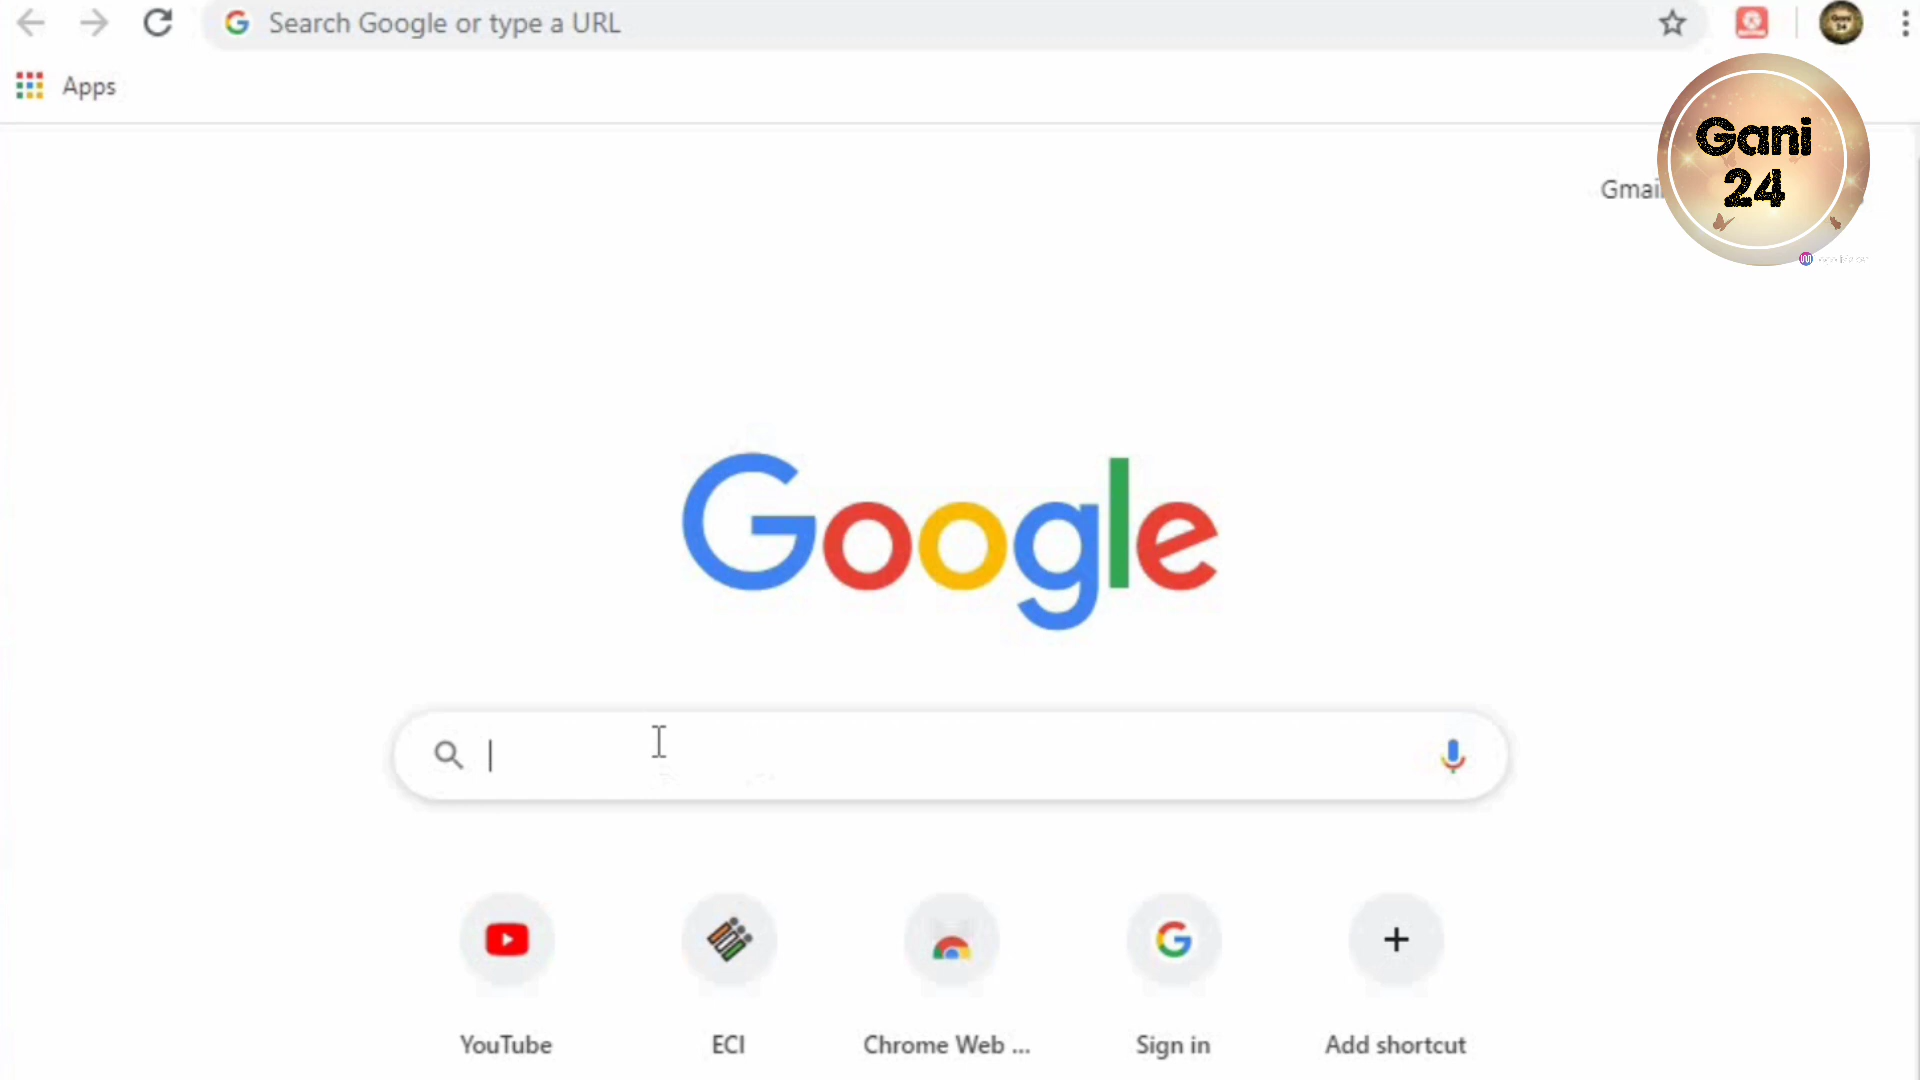 Search Google or type a URL
Apps
Gmai
Gani
24
Google
YouTube
ECI
Chrome Web ...
Sign in
Add shortcut